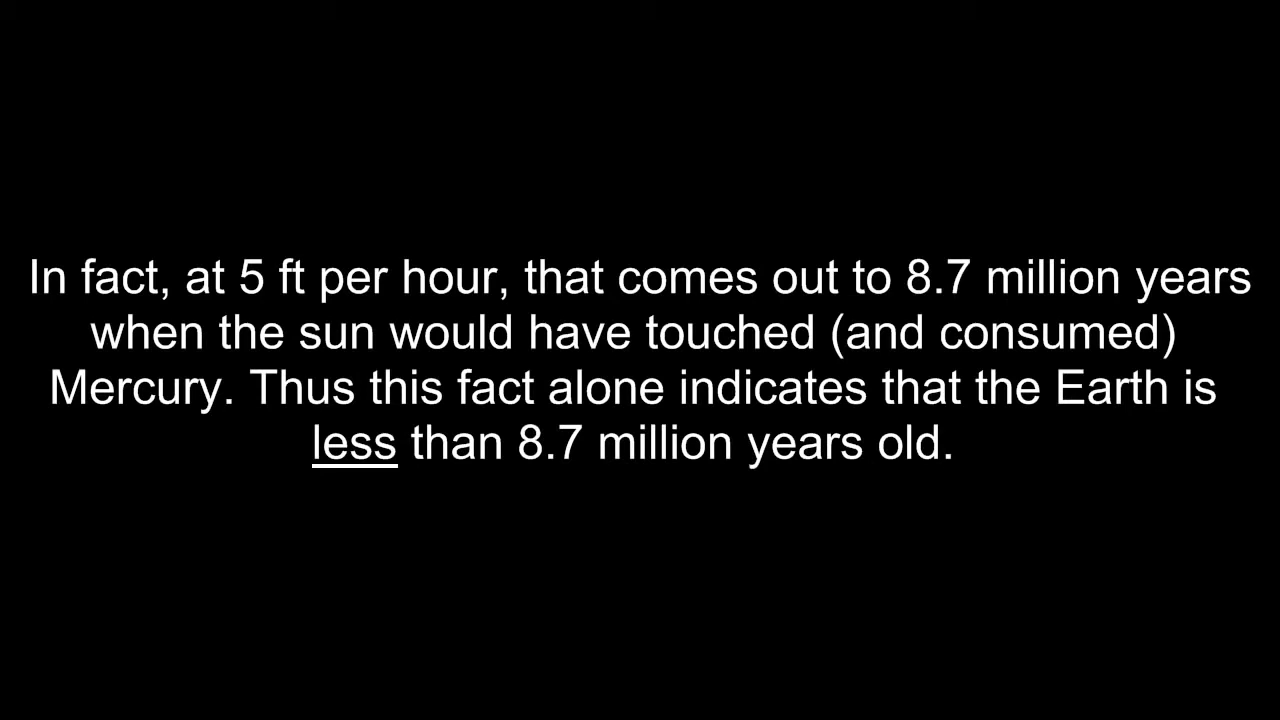 In fact, at 5 ft per hour, that comes out to 8.7 million years
when the sun would have touched (and consumed)
Mercury. Thus this fact alone indicates that the Earth is
less than 8.7 million years old.